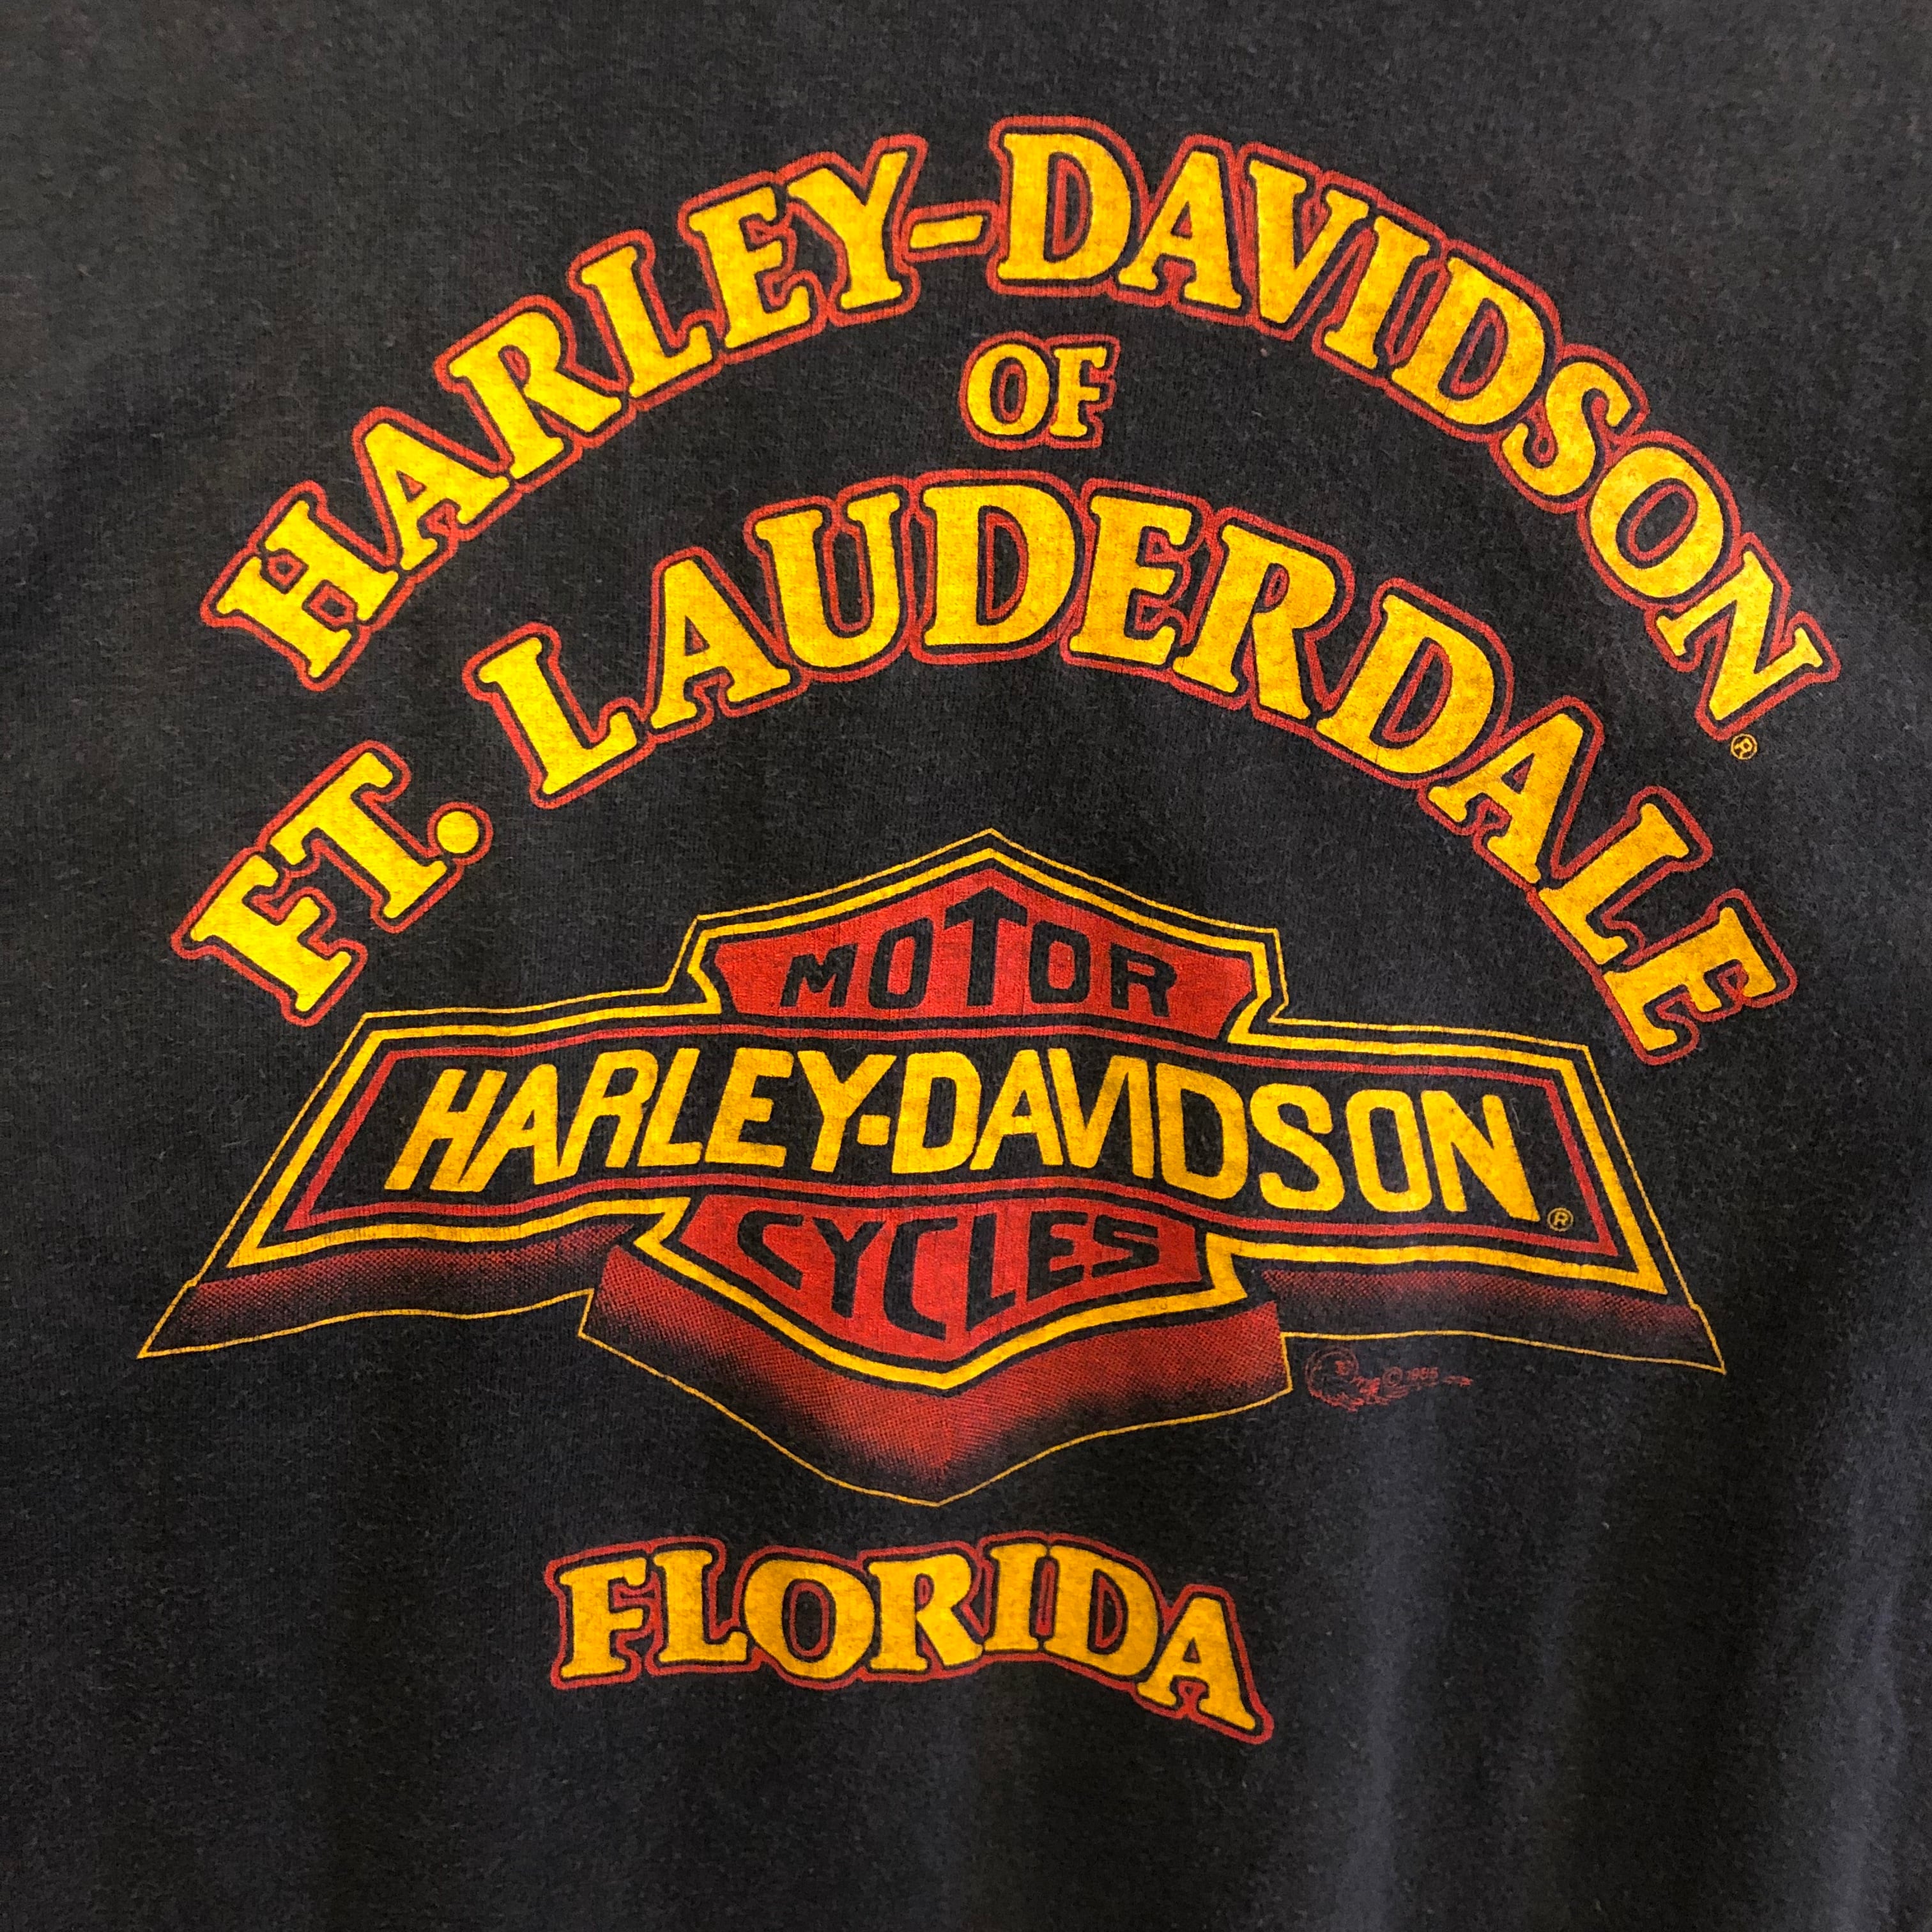 HARLEY-DAVIDSON®
OF
FT. LAUDERDALE
MOTOR
HARLEY-DAVIDSON®
CYCLES
©
FLORIDA